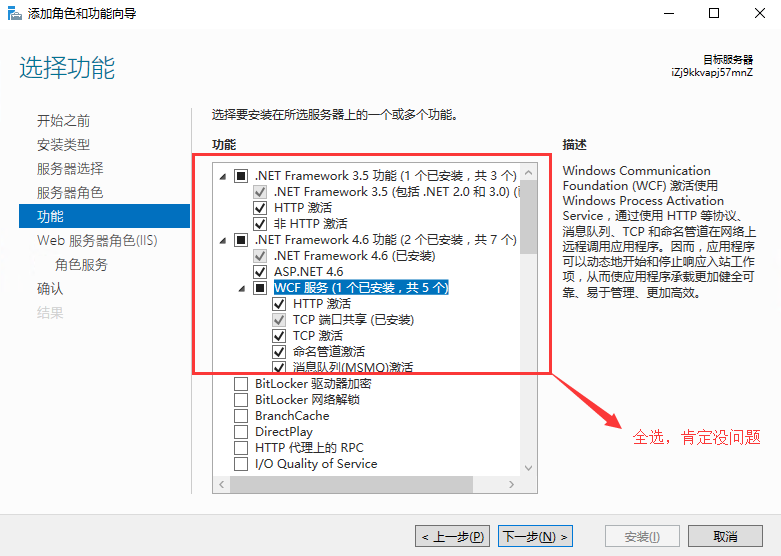 添加角色和功能向导
选择功能
目标服务器
iZj9kkvapj57mnZ
开始之前
安装类型
服务器选择
服务器角色
功能
Web 服务器角色(IIS)
角色服务
确认
结果
选择要安装在所选服务器上的一个或多个功能。
功能
.NET Framework 3.5 功能 (1 个已安装，共 3 个)
.NET Framework 3.5 (包括 .NET 2.0 和 3.0) (已
HTTP 激活
非 HTTP 激活
.NET Framework 4.6 功能 (2 个已安装，共 7 个)
.NET Framework 4.6 (已安装)
ASP.NET 4.6
WCF 服务 (1 个已安装，共 5 个)
HTTP 激活
TCP 端口共享 (已安装)
TCP 激活
命名管道激活
消息队列(MSMQ)激活
BitLocker 驱动器加密
BitLocker 网络解锁
BranchCache
DirectPlay
HTTP 代理上的 RPC
I/O Quality of Service
描述
Windows Communication
Foundation (WCF) 激活使用
Windows Process Activation
Service，通过使用 HTTP 等协议、
消息队列、TCP 和命名管道在网络上
远程调用应用程序。因而，应用程序
可以动态地开始和停止响应入站工作
项，从而使应用程序承载更加健全可
靠、易于管理、更加高效。
全选，肯定没问题
< 上一步(P)
下一步(N) >
安装(I)
取消